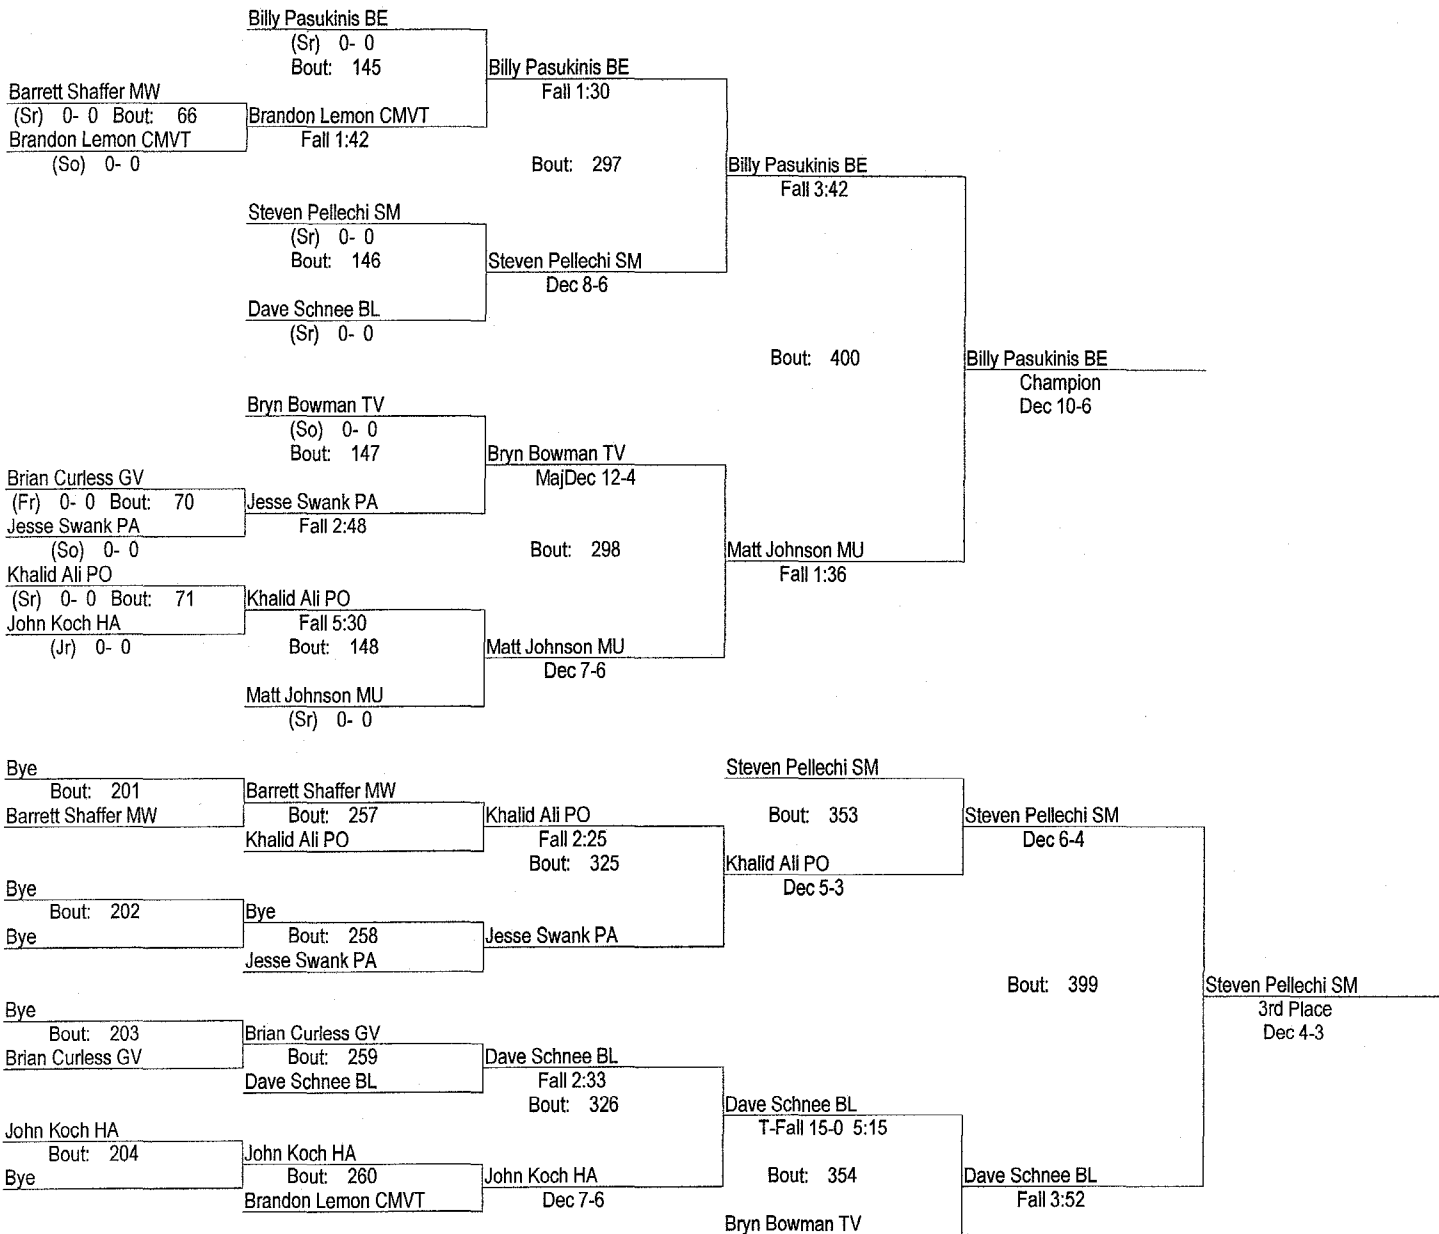 Billy Pasukinis BE
(Sr) 0- 0
Bout: 145
Barrett Shaffer MW
(Sr) 0- 0 Bout: 66
Brandon Lemon CMVT
(So) 0- 0
Brandon Lemon CMVT
Fall 1:42
Billy Pasukinis BE
Fall 1:30
Bout: 297
Steven Pellechi SM
(Sr) 0- 0
Bout: 146
Dave Schnee BL
(Sr) 0- 0
Steven Pellechi SM
Dec 8-6
Billy Pasukinis BE
Fall 3:42
Bout: 400
Billy Pasukinis BE
Champion
Dec 10-6
Bryn Bowman TV
(So) 0- 0
Bout: 147
Brian Curless GV
(Fr) 0- 0 Bout: 70
Jesse Swank PA
(So) 0- 0
Jesse Swank PA
Fall 2:48
Bryn Bowman TV
MajDec 12-4
Bout: 298
Khalid Ali PO
(Sr) 0- 0 Bout: 71
John Koch HA
(Jr) 0- 0
Khalid Ali PO
Fall 5:30
Bout: 148
Matt Johnson MU
(Sr) 0- 0
Matt Johnson MU
Dec 7-6
Matt Johnson MU
Fall 1:36
Bye
Bout: 201
Barrett Shaffer MW
Barrett Shaffer MW
Bout: 257
Khalid Ali PO
Khalid Ali PO
Fall 2:25
Bout: 325
Bye
Bout: 202
Bye
Bye
Bout: 258
Jesse Swank PA
Jesse Swank PA
Steven Pellechi SM
Bout: 353
Khalid Ali PO
Dec 5-3
Steven Pellechi SM
Dec 6-4
Bout: 399
Steven Pellechi SM
3rd Place
Dec 4-3
Bye
Bout: 203
Brian Curless GV
Brian Curless GV
Bout: 259
Dave Schnee BL
Dave Schnee BL
Fall 2:33
Bout: 326
John Koch HA
Bout: 204
Bye
John Koch HA
Bout: 260
Brandon Lemon CMVT
John Koch HA
Dec 7-6
Dave Schnee BL
T-Fall 15-0 5:15
Bout: 354
Bryn Bowman TV
Dave Schnee BL
Fall 3:52